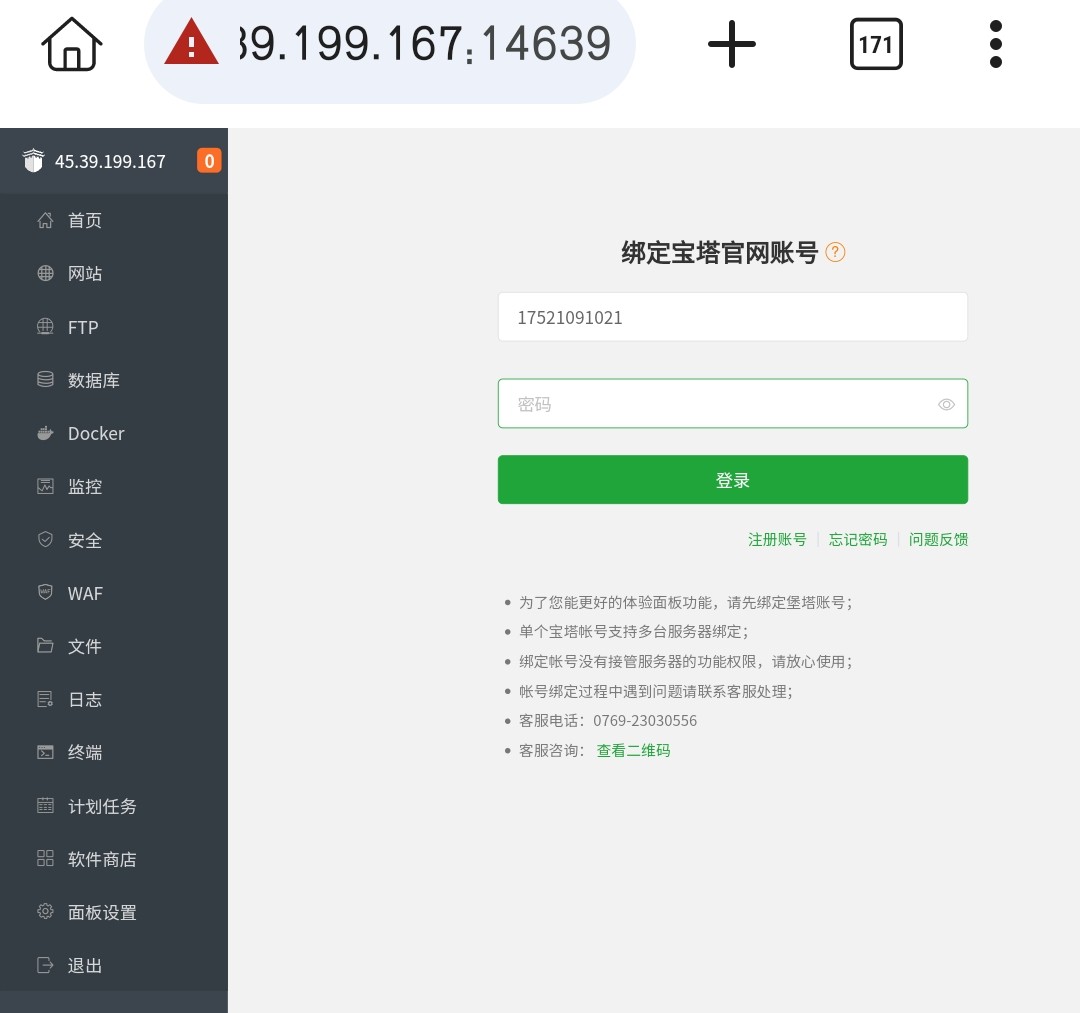 39.199.167:14639
171
45.39.199.167
0
首页
网站
FTP
数据库
Docker
监控
安全
WAF
文件
日志
终端
计划任务
软件商店
面板设置
退出
绑定宝塔官网账号
17521091021
密码
登录
注册账号 忘记密码 问题反馈
为了您能更好的体验面板功能，请先绑定堡塔账号；
单个宝塔帐号支持多台服务器绑定；
绑定帐号没有接管服务器的功能权限，请放心使用；
帐号绑定过程中遇到问题请联系客服处理；
客服电话：0769-23030556
客服咨询： 查看二维码